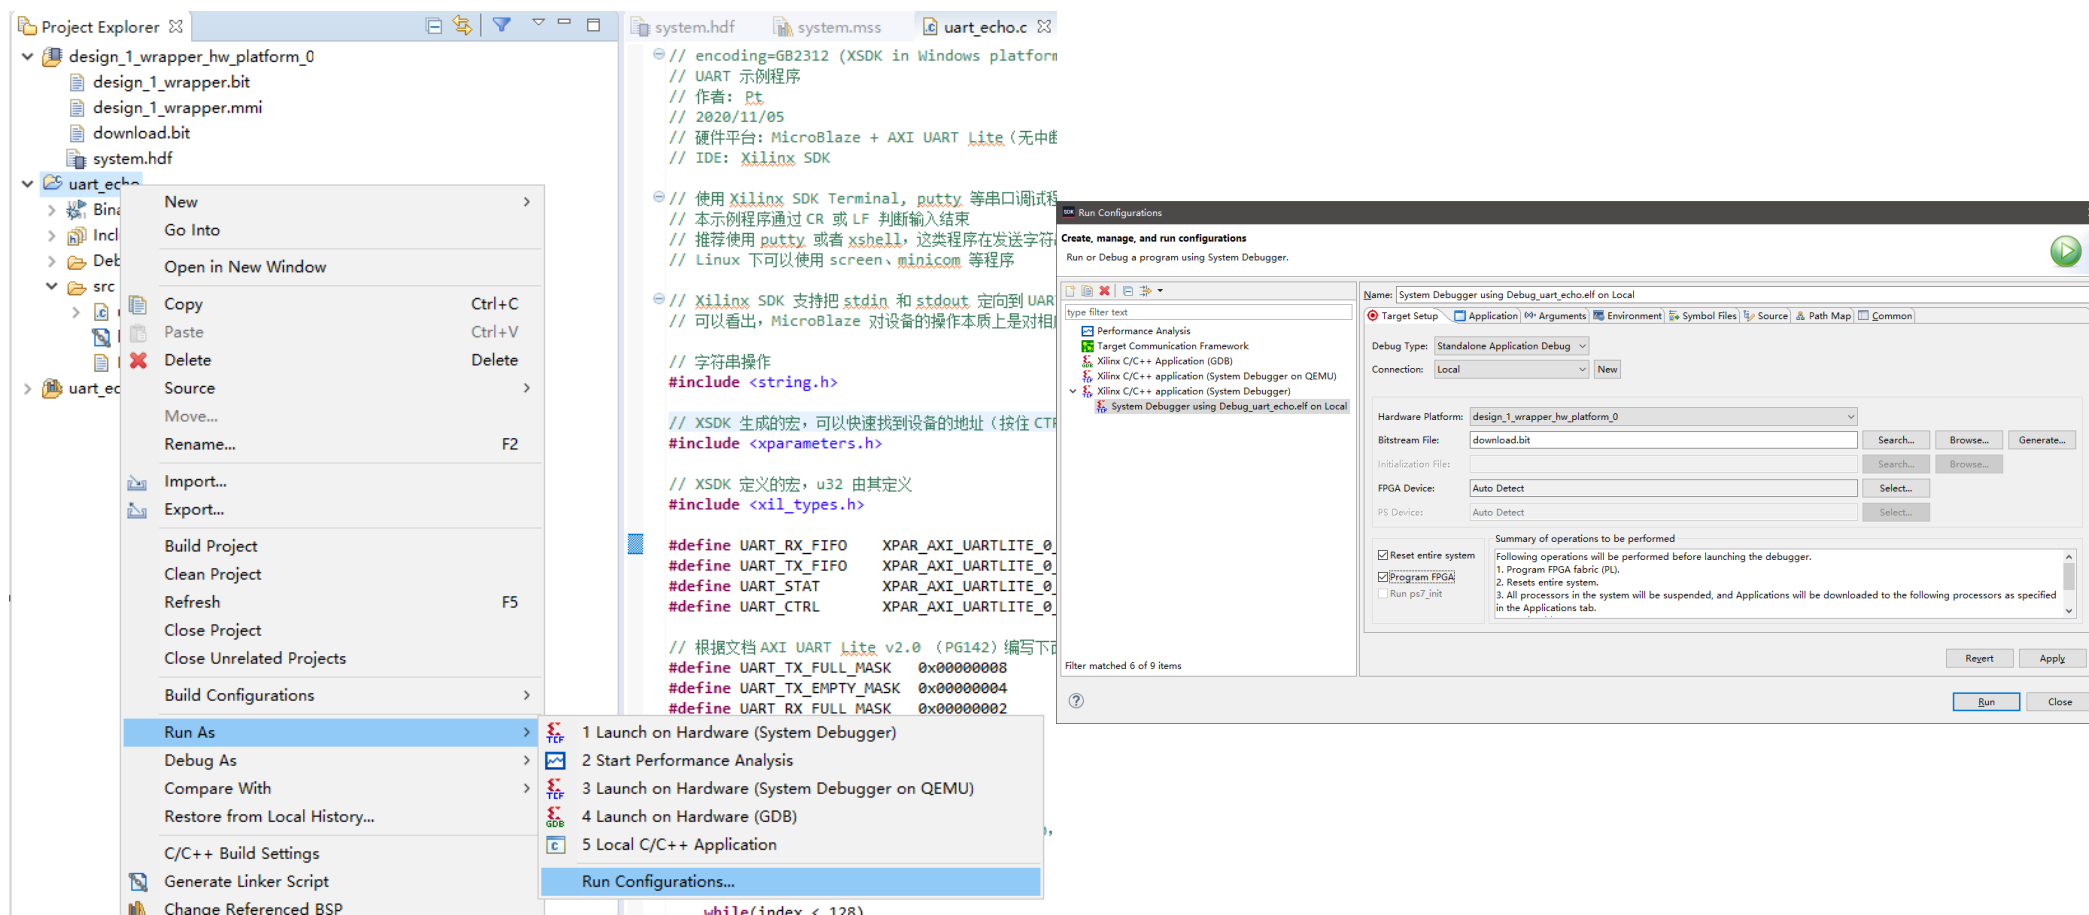 Project Explorer
design_1_wrapper_hw_platform_0
design_1_wrapper.bit
design_1_wrapper.mmi
download.bit
system.hdf
uart_echo
Bina
Incl
Deb
src
uart_ec
New
Go Into
Open in New Window
Copy Ctrl+C
Paste Ctrl+V
Delete Delete
Source
Move...
Rename... F2
Import...
Export...
Build Project
Clean Project
Refresh F5
Close Project
Close Unrelated Projects
Build Configurations
Run As
Debug As
Compare With
Restore from Local History...
C/C++ Build Settings
Generate Linker Script
Change Referenced BSP
1 Launch on Hardware (System Debugger)
2 Start Performance Analysis
3 Launch on Hardware (System Debugger on QEMU)
4 Launch on Hardware (GDB)
5 Local C/C++ Application
Run Configurations...
system.hdf system.mss uart_echo.c
// encoding=GB2312 (XSDK in Windows platform
// UART 示例程序
// 作者: Pt
// 2020/11/05
// 硬件平台: MicroBlaze + AXI UART Lite (无中断
// IDE: Xilinx SDK
// 使用 Xilinx SDK Terminal, putty 等串口调试程
// 本示例程序通过 CR 或 LF 判断输入结束
// 推荐使用 putty 或者 xshell, 这类程序在发送字符
// Linux 下可以使用 screen、minicom 等程序
// Xilinx SDK 支持把 stdin 和 stdout 定向到 UAR
// 可以看出, MicroBlaze 对设备的操作本质上是对相
// 字符串操作
#include <string.h>
// XSDK 生成的宏, 可以快速找到设备的地址 (按住 CTR
#include <xparameters.h>
// XSDK 定义的宏, u32 由其定义
#include <xil_types.h>
#define UART_RX_FIFO XPAR_AXI_UARTLITE_0_
#define UART_TX_FIFO XPAR_AXI_UARTLITE_0_
#define UART_STAT XPAR_AXI_UARTLITE_0_
#define UART_CTRL XPAR_AXI_UARTLITE_0_
// 根据文档 AXI UART Lite v2.0 (PG142) 编写下面
#define UART_TX_FULL_MASK 0x00000008
#define UART_TX_EMPTY_MASK 0x00000004
#define UART_RX_FULL_MASK 0x00000002
while(index < 128)
SDK Run Configurations
Create, manage, and run configurations
Run or Debug a program using System Debugger.
type filter text
Performance Analysis
Target Communication Framework
Xilinx C/C++ Application (GDB)
Xilinx C/C++ application (System Debugger on QEMU)
Xilinx C/C++ application (System Debugger)
System Debugger using Debug_uart_echo.elf on Local
Filter matched 6 of 9 items
Name: System Debugger using Debug_uart_echo.elf on Local
Target Setup Application Arguments Environment Symbol Files Source Path Map Common
Debug Type: Standalone Application Debug
Connection: Local New
Hardware Platform: design_1_wrapper_hw_platform_0
Bitstream File: download.bit Search... Browse... Generate...
Initialization File: Search... Browse...
FPGA Device: Auto Detect Select...
PS Device: Auto Detect Select...
Summary of operations to be performed
Reset entire system
Program FPGA
Run ps7_init
Following operations will be performed before launching the debugger.
1. Program FPGA fabric (PL).
2. Resets entire system.
3. All processors in the system will be suspended, and Applications will be downloaded to the following processors as specified
in the Applications tab.
Revert Apply
Run Close